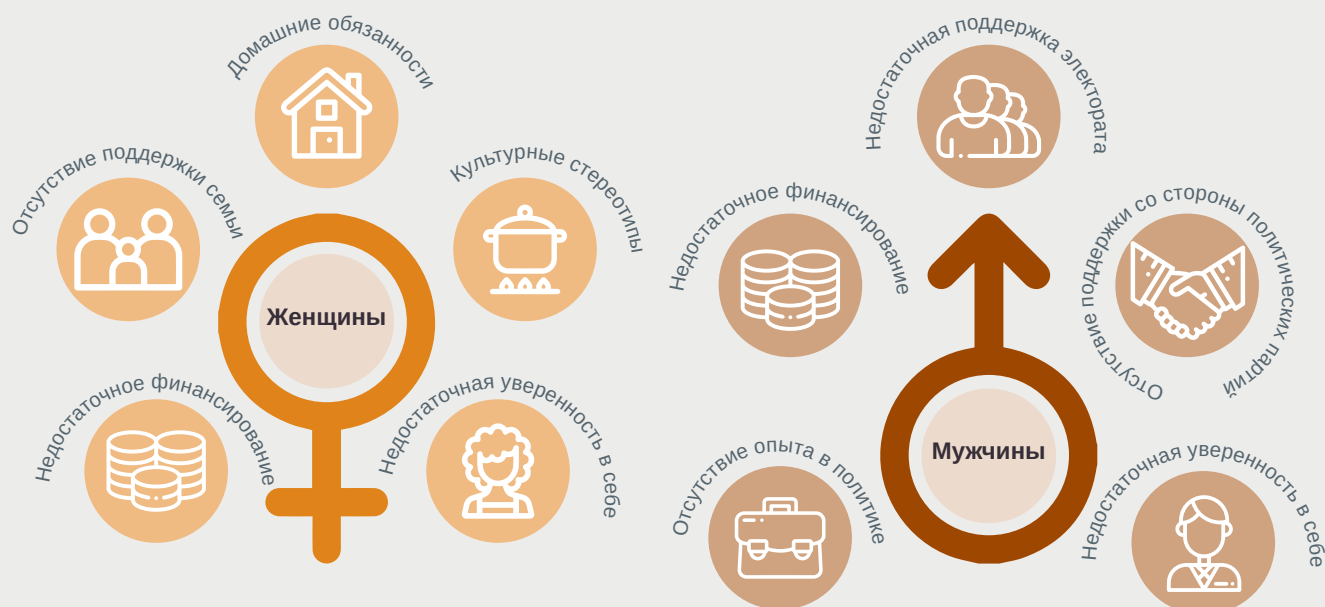 Домашние обязанности
Отсутствие поддержки семьи
Культурные стереотипы
Женщины
Недостаточное финансирование
Недостаточная уверенность в себе
Недостаточная поддержка электората
Недостаточное финансирование
Отсутствие поддержки со стороны политических партий
Мужчины
Отсутствие опыта в политике
Недостаточная уверенность в себе